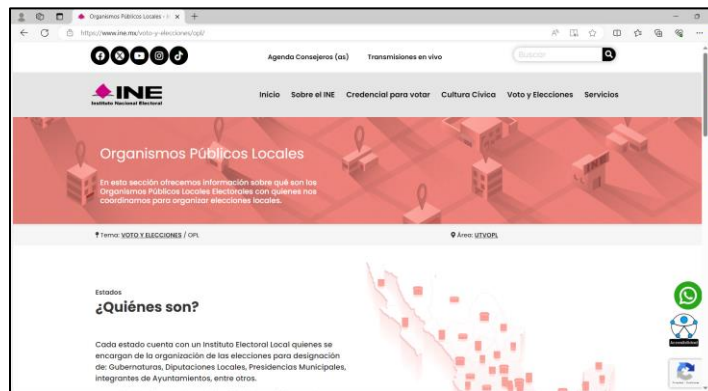 Organismos Públicos Locales - I
https://www.ine.mx/voto-y-elecciones/opl/
Agenda Consejeros (as)
Transmisiones en vivo
Buscar
INE
Instituto Nacional Electoral
Inicio
Sobre el INE
Credencial para votar
Cultura Cívica
Voto y Elecciones
Servicios
Organismos Públicos Locales
En esta sección ofrecemos información sobre qué son los
Organismos Públicos Locales Electorales con quienes nos
coordinamos para organizar elecciones locales.
INE
Tema: VOTO Y ELECCIONES / OPL
Área: UTVOPL
Estados
¿Quiénes son?
Cada estado cuenta con un Instituto Electoral Local quienes se
encargan de la organización de las elecciones para designación
de: Gubernaturas, Diputaciones Locales, Presidencias Municipales,
integrantes de Ayuntamientos, entre otros.